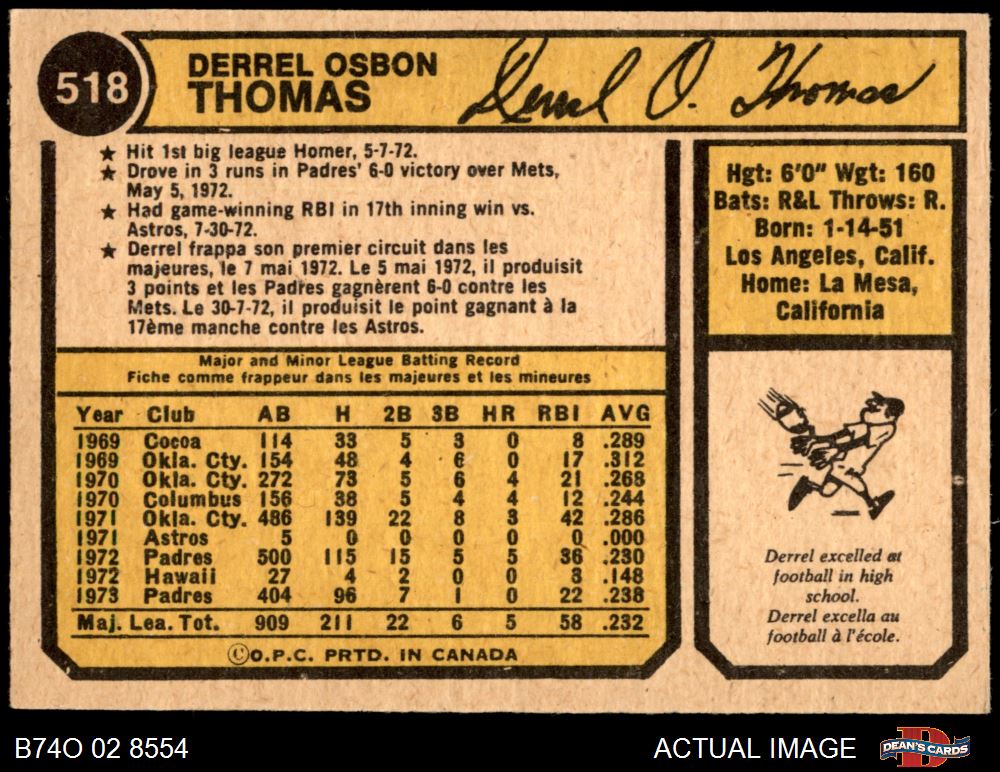 518
DERREL OSBON
THOMAS
Derrel O. Thomas
★ Hit 1st big league Homer, 5-7-72.
★ Drove in 3 runs in Padres' 6-0 victory over Mets,
May 5, 1972.
★ Had game-winning RBI in 17th inning win vs.
Astros, 7-30-72.
★ Derrel frappa son premier circuit dans les
majeures, le 7 mai 1972. Le 5 mai 1972, il produisit
3 points et les Padres gagnèrent 6-0 contre les
Mets. Le 30-7-72, il produisit le point gagnant à la
17ème manche contre les Astros.
Hgt: 6'0" Wgt: 160
Bats: R&L Throws: R.
Born: 1-14-51
Los Angeles, Calif.
Home: La Mesa,
California
Major and Minor League Batting Record
Fiche comme frappeur dans les majeures et les mineures
Year Club AB H 2B 3B HR RBI AVG
1969 Cocoa 114 33 5 3 0 8 .289
1969 Okla. Cty. 154 48 4 6 0 17 .312
1970 Okla. Cty. 272 73 5 6 4 21 .268
1970 Columbus 156 38 5 4 4 12 .244
1971 Okla. Cty. 486 139 22 8 3 42 .286
1971 Astros 5 0 0 0 0 0 .000
1972 Padres 500 115 15 5 5 36 .230
1972 Hawaii 27 4 2 0 0 3 .148
1973 Padres 404 96 7 1 0 22 .238
Maj. Lea. Tot. 909 211 22 6 5 58 .232
©O.P.C. PRTD. IN CANADA
Derrel excelled at
football in high
school.
Derrel excella au
football à l'école.
B74O 02 8554
ACTUAL IMAGE
D
DEAN'S CARDS